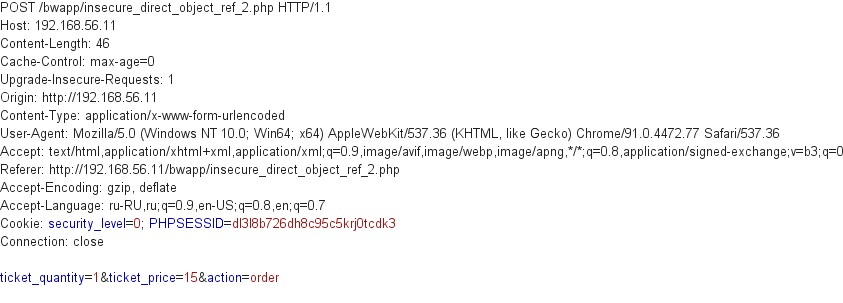 POST /bwapp/insecure_direct_object_ref_2.php HTTP/1.1
Host: 192.168.56.11
Content-Length: 46
Cache-Control: max-age=0
Upgrade-Insecure-Requests: 1
Origin: http://192.168.56.11
Content-Type: application/x-www-form-urlencoded
User-Agent: Mozilla/5.0 (Windows NT 10.0; Win64; x64) AppleWebKit/537.36 (KHTML, like Gecko) Chrome/91.0.4472.77 Safari/537.36
Accept: text/html,application/xhtml+xml,application/xml;q=0.9,image/avif,image/webp,image/apng,*/*;q=0.8,application/signed-exchange;v=b3;q=0
Referer: http://192.168.56.11/bwapp/insecure_direct_object_ref_2.php
Accept-Encoding: gzip, deflate
Accept-Language: ru-RU,ru;q=0.9,en-US;q=0.8,en;q=0.7
Cookie: security_level=0; PHPSESSID=dl3l8b726dh8c95c5krj0tcdk3
Connection: close
ticket_quantity=1&ticket_price=15&action=order